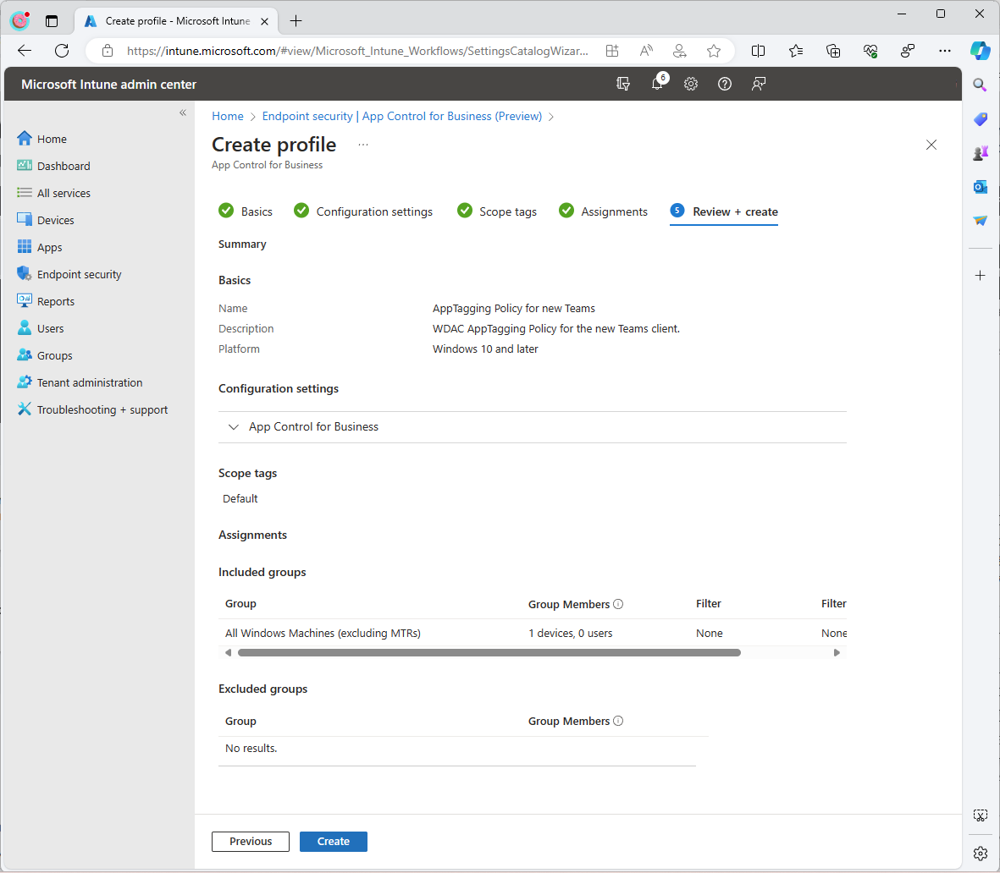 Create profile - Microsoft Intune
https://intune.microsoft.com/#view/Microsoft_Intune_Workflows/SettingsCatalogWizar...
Microsoft Intune admin center
6
Home
Dashboard
All services
Devices
Apps
Endpoint security
Reports
Users
Groups
Tenant administration
Troubleshooting + support
Home > Endpoint security | App Control for Business (Preview) >
Create profile ...
App Control for Business
Basics Configuration settings Scope tags Assignments 5 Review + create
Summary
Basics
Name AppTagging Policy for new Teams
Description WDAC AppTagging Policy for the new Teams client.
Platform Windows 10 and later
Configuration settings
App Control for Business
Scope tags
Default
Assignments
Included groups
Group Group Members Filter Filter
All Windows Machines (excluding MTRs) 1 devices, 0 users None None
Excluded groups
Group Group Members
No results.
Previous Create